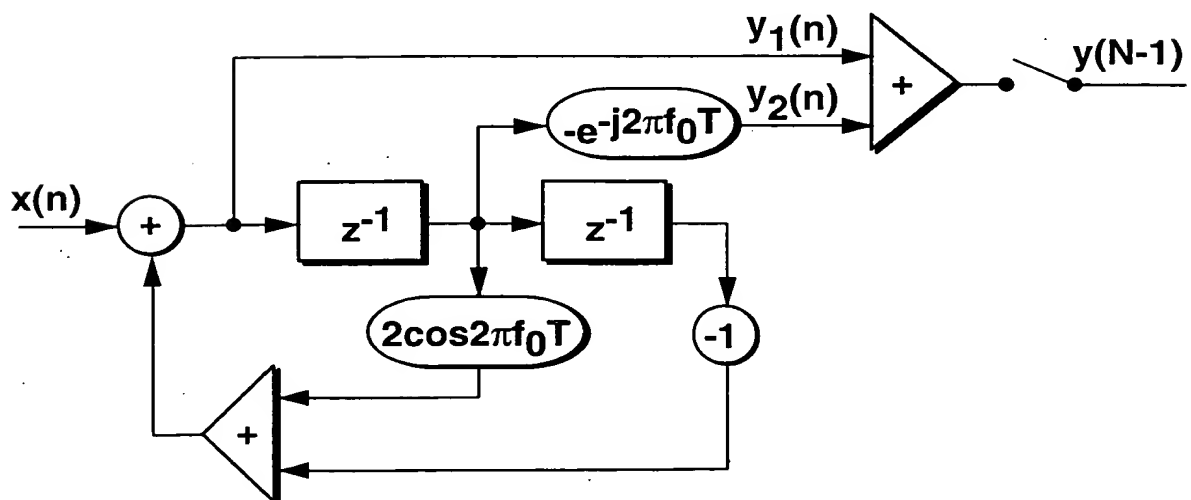 y₁(n)
y(N-1)
+
y₂(n)
-e^-j2πf₀T
x(n)
+
z⁻¹
z⁻¹
2cos2πf₀T
-1
+